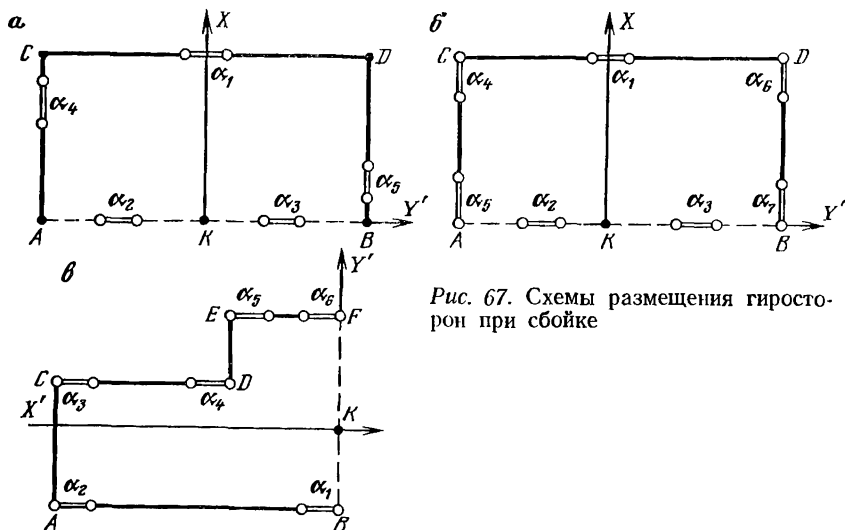 а
X
C
D
α₁
α₄
α₂
α₃
α₅
A
K
B
Y′
б
X
C
D
α₄
α₁
α₆
α₅
α₂
α₃
α₇
A
K
B
Y′
в
Y′
E
α₅
α₆
F
C
α₃
α₄
D
X′
K
α₂
α₁
A
B
Рис. 67. Схемы размещения гиросто-
рон при сбойке